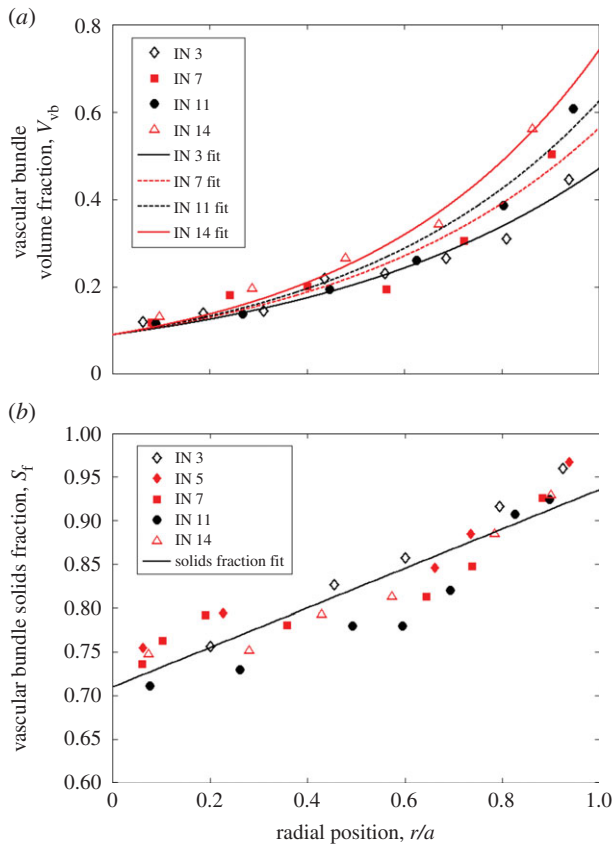 (a)
0.8
0.6
0.4
0.2
0
vascular bundle
volume fraction, Vvb
IN 3
IN 7
IN 11
IN 14
IN 3 fit
IN 7 fit
IN 11 fit
IN 14 fit
(b)
1.00
0.95
0.90
0.85
0.80
0.75
0.70
0.65
0.60
vascular bundle solids fraction, Sf
IN 3
IN 5
IN 7
IN 11
IN 14
solids fraction fit
0 0.2 0.4 0.6 0.8 1.0
radial position, r/a